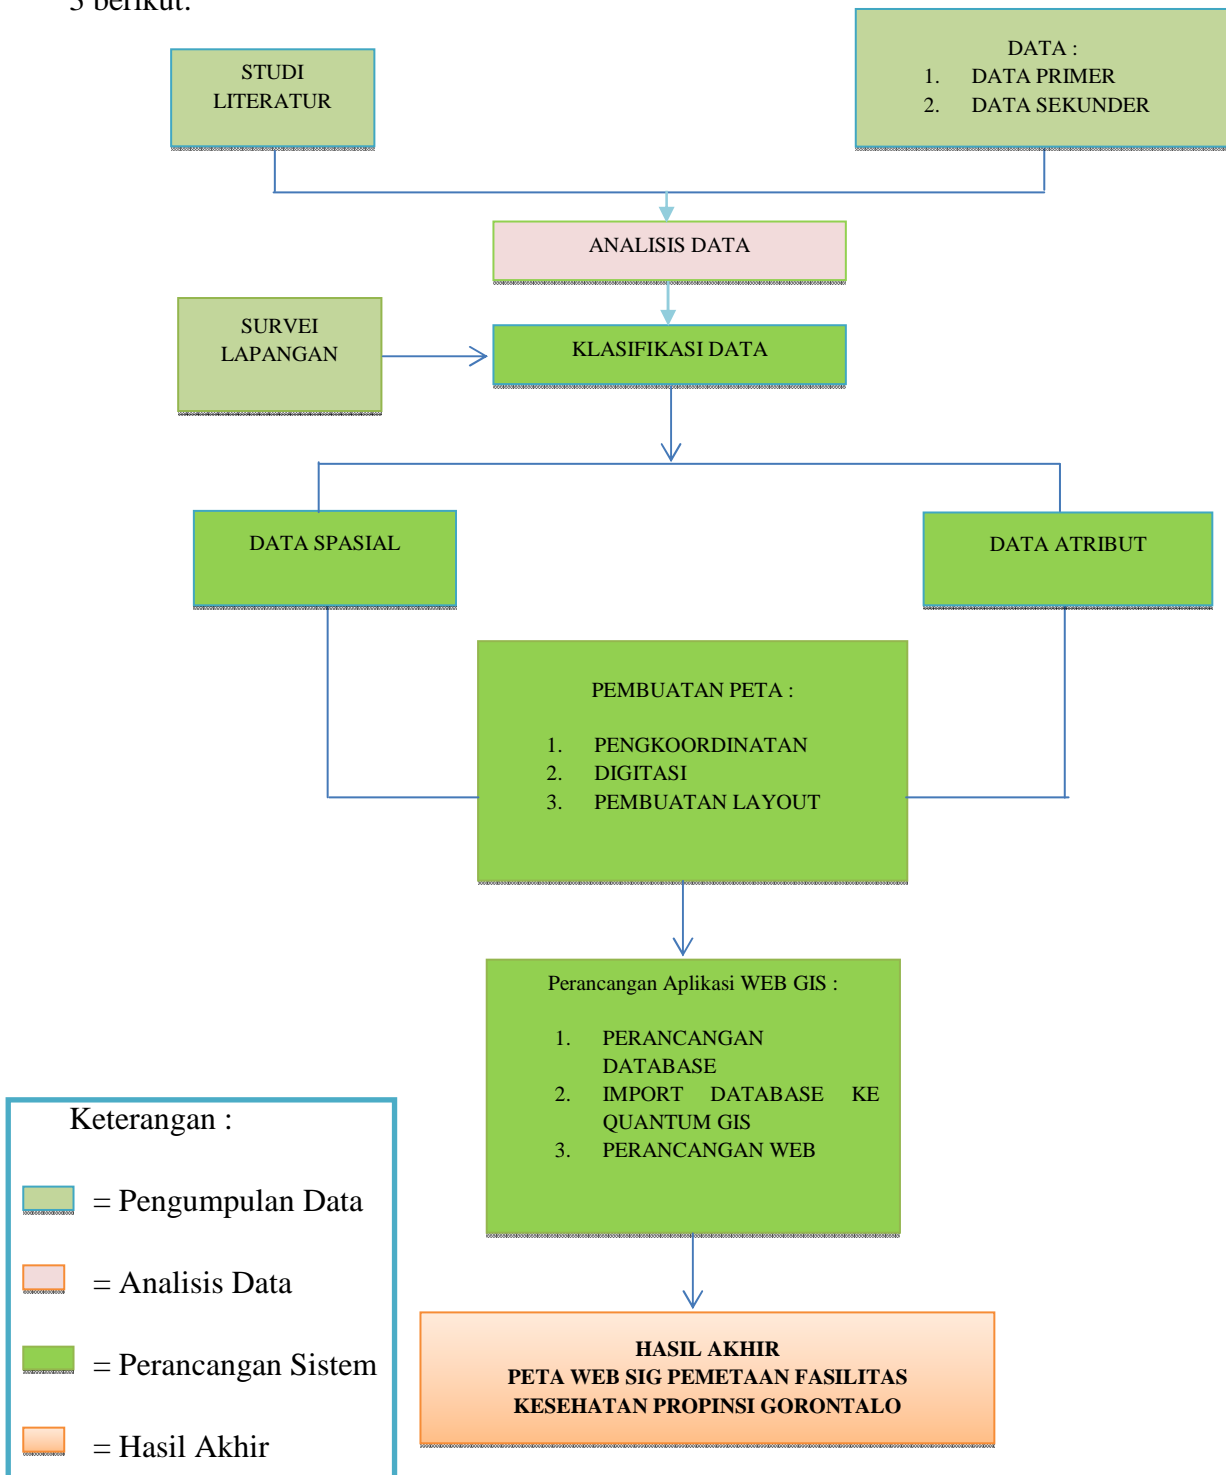 3 berikut.
STUDI
LITERATUR
DATA :
1. DATA PRIMER
2. DATA SEKUNDER
ANALISIS DATA
SURVEI
LAPANGAN
KLASIFIKASI DATA
DATA SPASIAL
DATA ATRIBUT
PEMBUATAN PETA :
1. PENGKOORDINATAN
2. DIGITASI
3. PEMBUATAN LAYOUT
Perancangan Aplikasi WEB GIS :
1. PERANCANGAN
DATABASE
2. IMPORT DATABASE KE
QUANTUM GIS
3. PERANCANGAN WEB
Keterangan :
= Pengumpulan Data
= Analisis Data
= Perancangan Sistem
= Hasil Akhir
HASIL AKHIR
PETA WEB SIG PEMETAAN FASILITAS
KESEHATAN PROPINSI GORONTALO